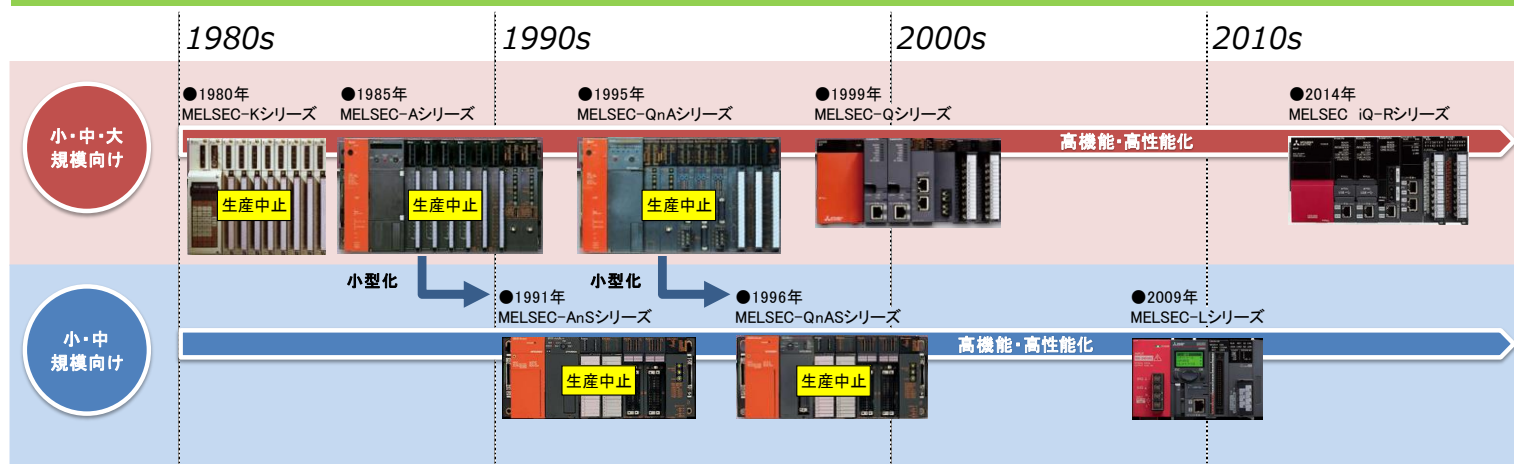 1980s
1990s
2000s
2010s
小・中・大
規模向け
●1980年
MELSEC-Kシリーズ
●1985年
MELSEC-Aシリーズ
●1995年
MELSEC-QnAシリーズ
●1999年
MELSEC-Qシリーズ
●2014年
MELSEC iQ-Rシリーズ
高機能・高性能化
生産中止
生産中止
生産中止
小型化
小型化
小・中
規模向け
●1991年
MELSEC-AnSシリーズ
●1996年
MELSEC-QnASシリーズ
●2009年
MELSEC-Lシリーズ
高機能・高性能化
生産中止
生産中止